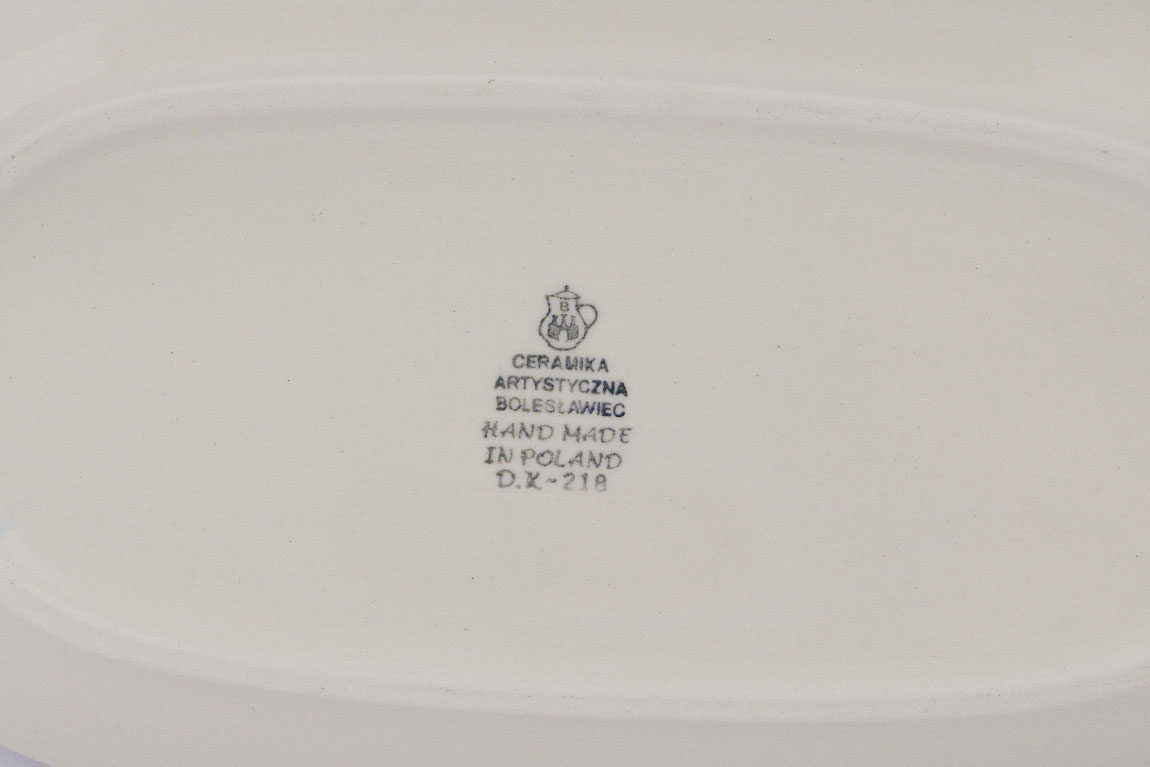 B
CERAMIKA
ARTYSTYCZNA
BOLESŁAWIEC
HAND MADE
IN POLAND
D.K-218